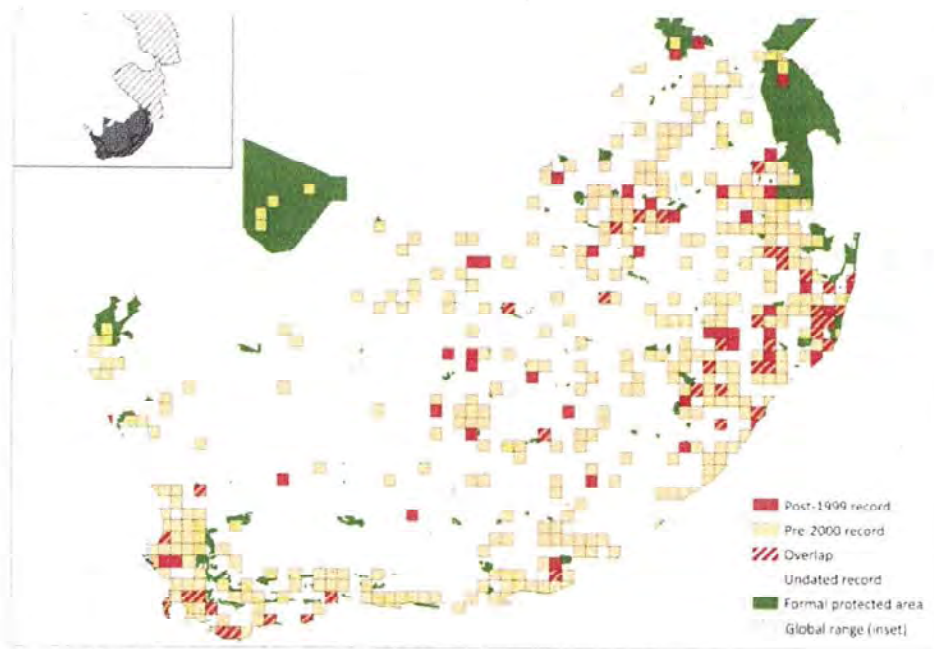 Post-1999 record
Pre-2000 record
Overlap
Undated record
Formal protected area
Global range (inset)